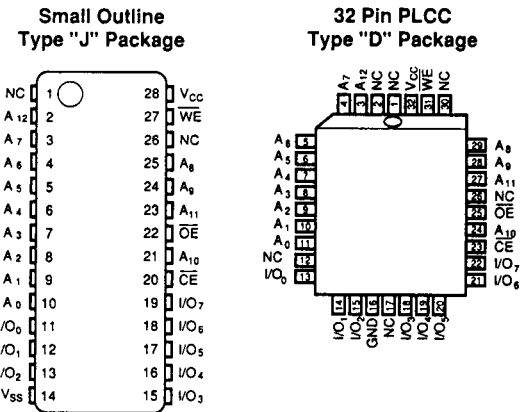 Small Outline
Type "J" Package
NC 1 28 VCC
A12 2 27 W̅E̅
A7 3 26 NC
A6 4 25 A8
A5 5 24 A9
A4 6 23 A11
A3 7 22 O̅E̅
A2 8 21 A10
A1 9 20 C̅E̅
A0 10 19 I/O7
I/O0 11 18 I/O6
I/O1 12 17 I/O5
I/O2 13 16 I/O4
VSS 14 15 I/O3
32 Pin PLCC
Type "D" Package
A7 A12 NC NC VCC W̅E̅ NC
4 3 2 1 32 31 30
A6 5 29 A8
A5 6 28 A9
A4 7 27 A11
A3 8 26 NC
A2 9 25 O̅E̅
A1 10 24 A10
A0 11 23 C̅E̅
NC 12 22 I/O7
I/O0 13 21 I/O6
14 15 16 17 18 19 20
I/O1 I/O2 GND NC I/O3 I/O4 I/O5